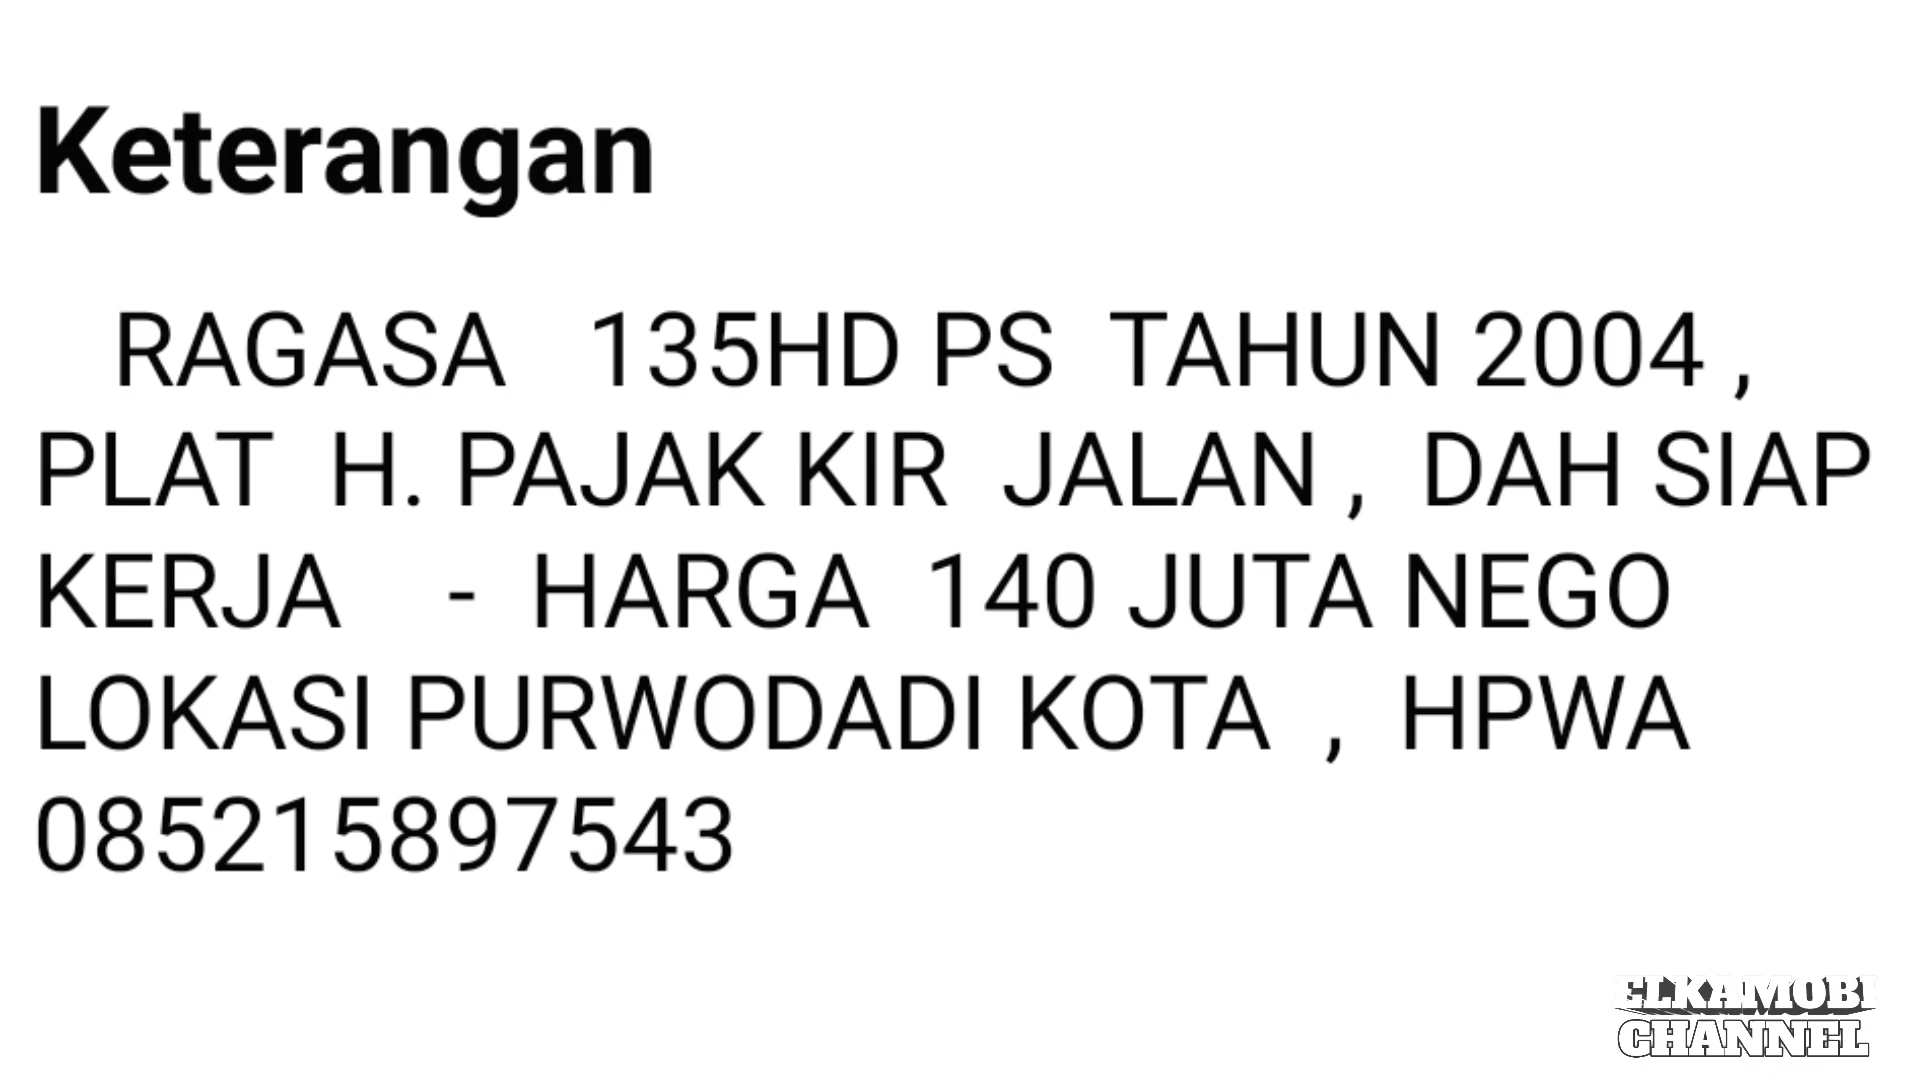 Keterangan
RAGASA 135HD PS TAHUN 2004 ,
PLAT H. PAJAK KIR JALAN , DAH SIAP
KERJA - HARGA 140 JUTA NEGO
LOKASI PURWODADI KOTA , HPWA
085215897543
ELKAMOBI
CHANNEL